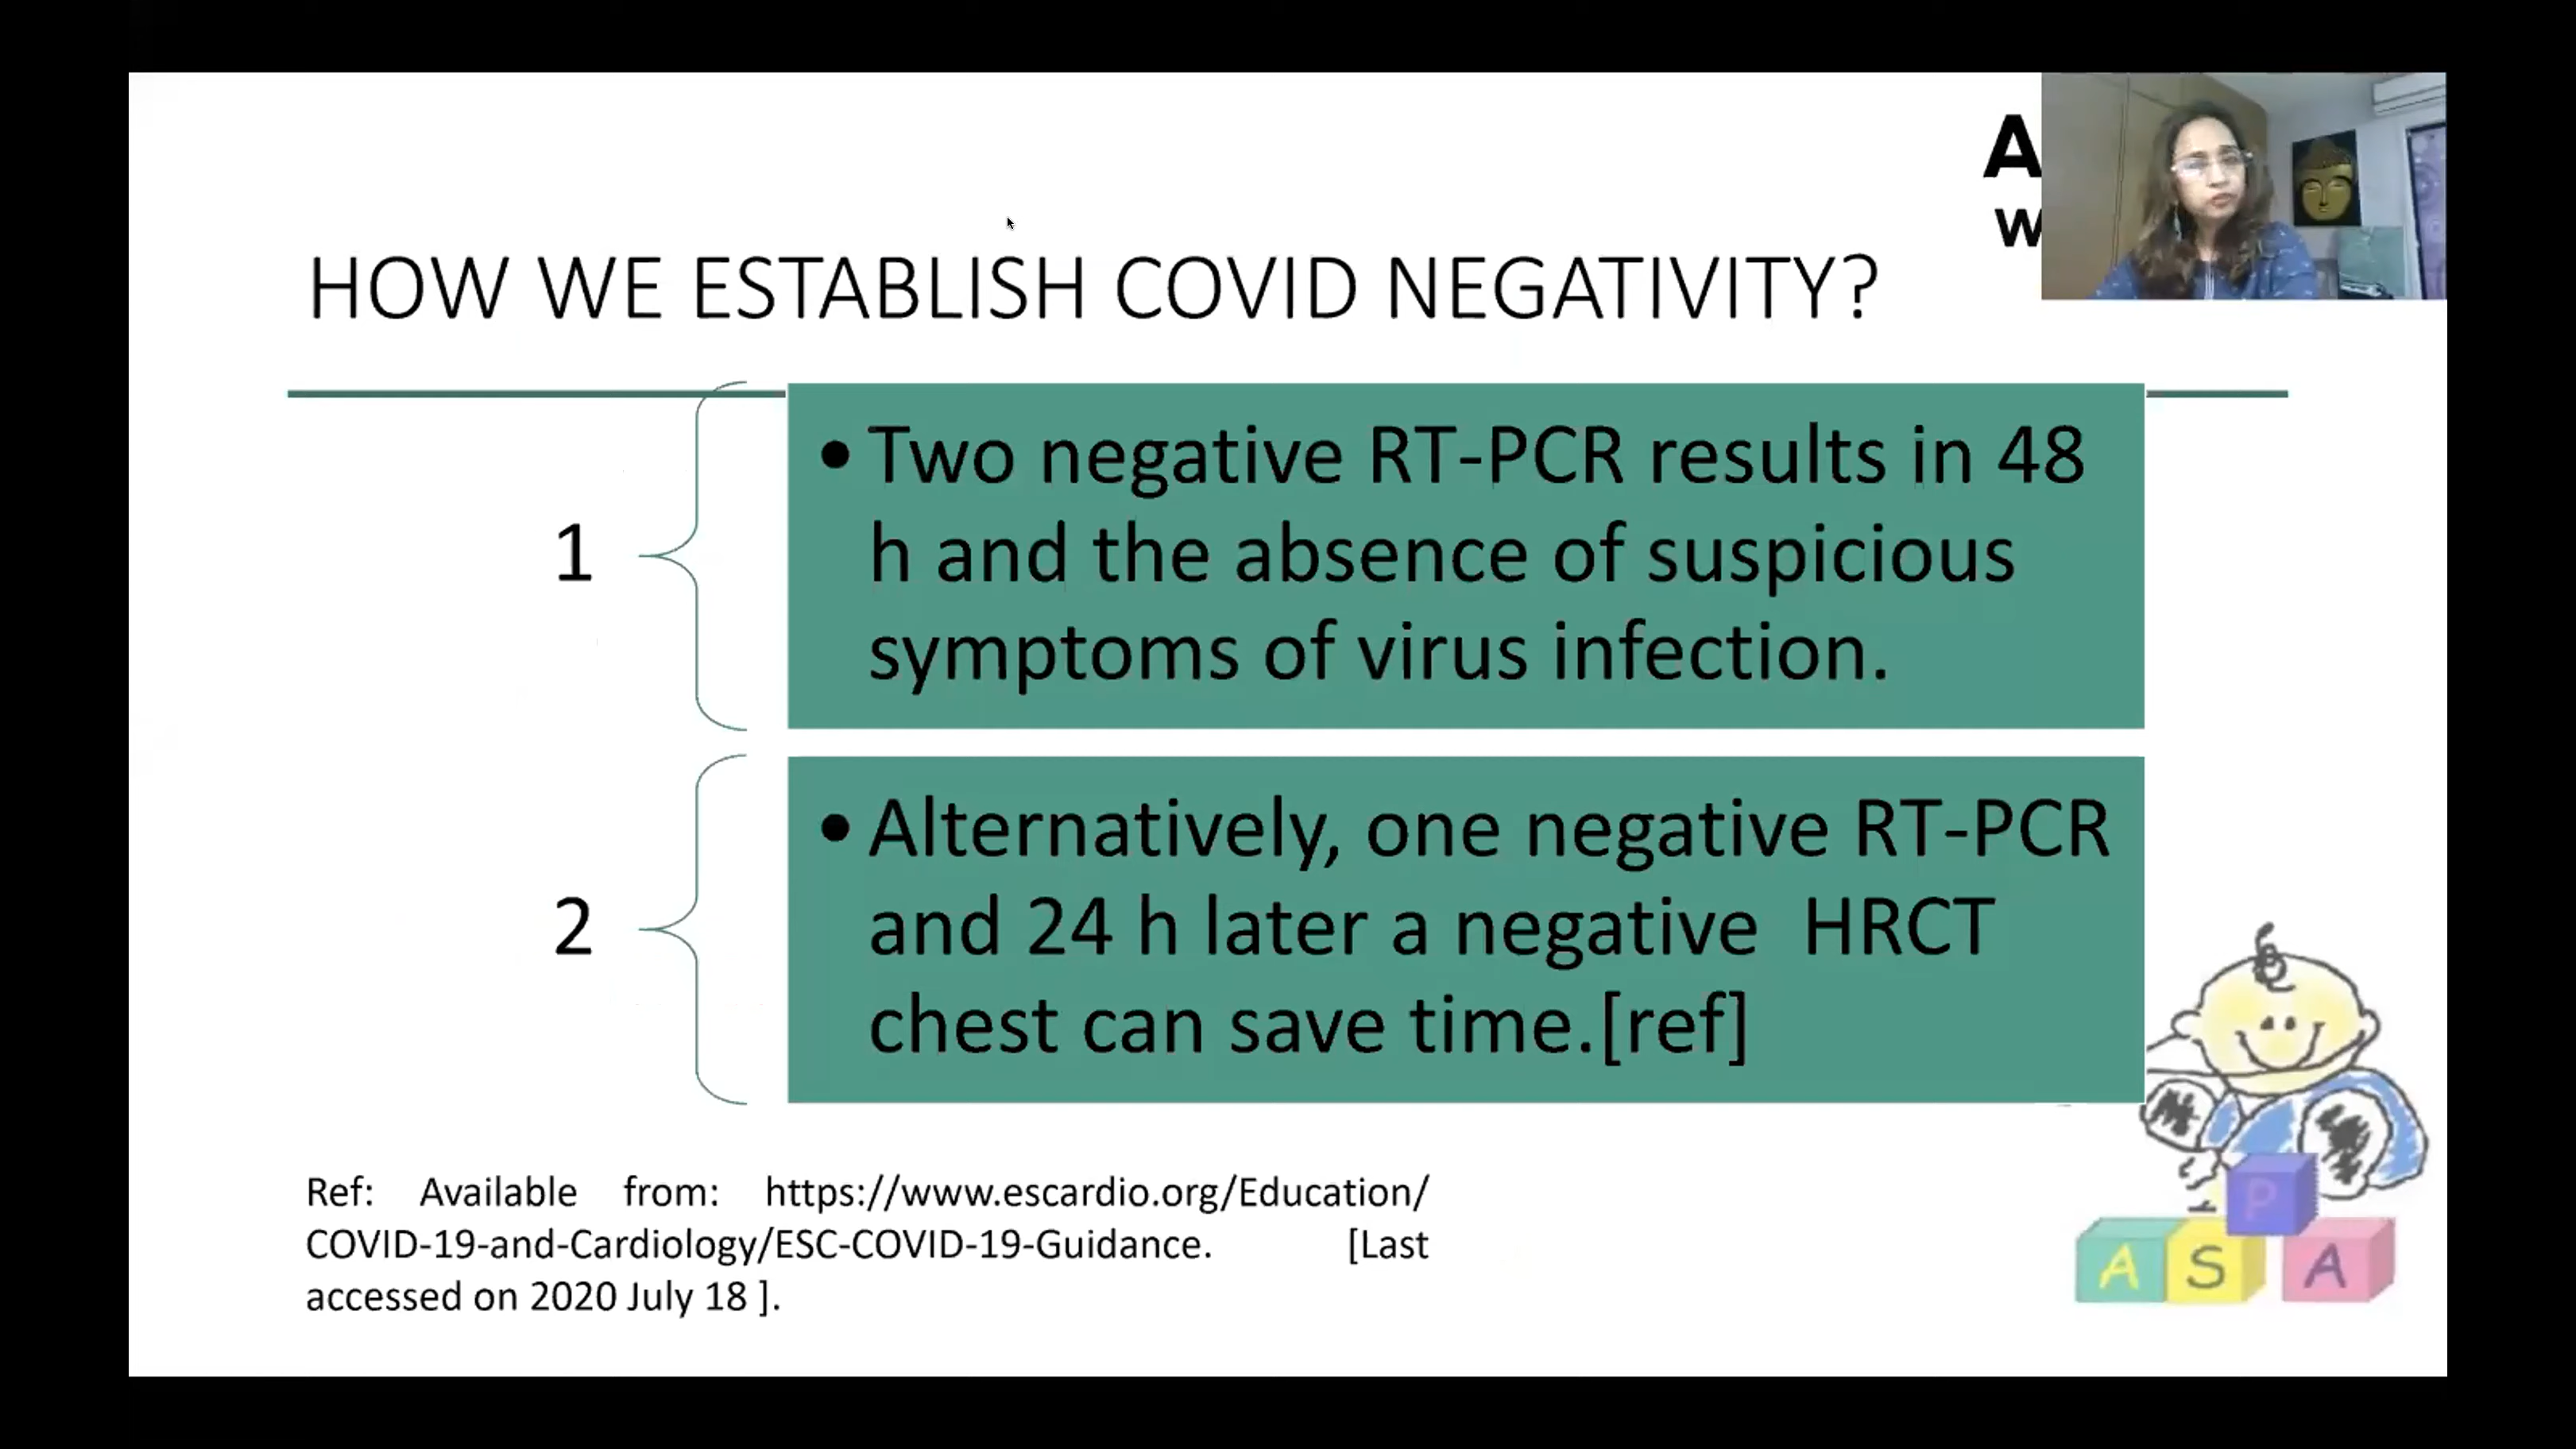 A
W
HOW WE ESTABLISH COVID NEGATIVITY?
1
• Two negative RT-PCR results in 48
h and the absence of suspicious
symptoms of virus infection.
2
• Alternatively, one negative RT-PCR
and 24 h later a negative HRCT
chest can save time.[ref]
Ref: Available from: https://www.escardio.org/Education/
COVID-19-and-Cardiology/ESC-COVID-19-Guidance. [Last
accessed on 2020 July 18 ].
P
A S A